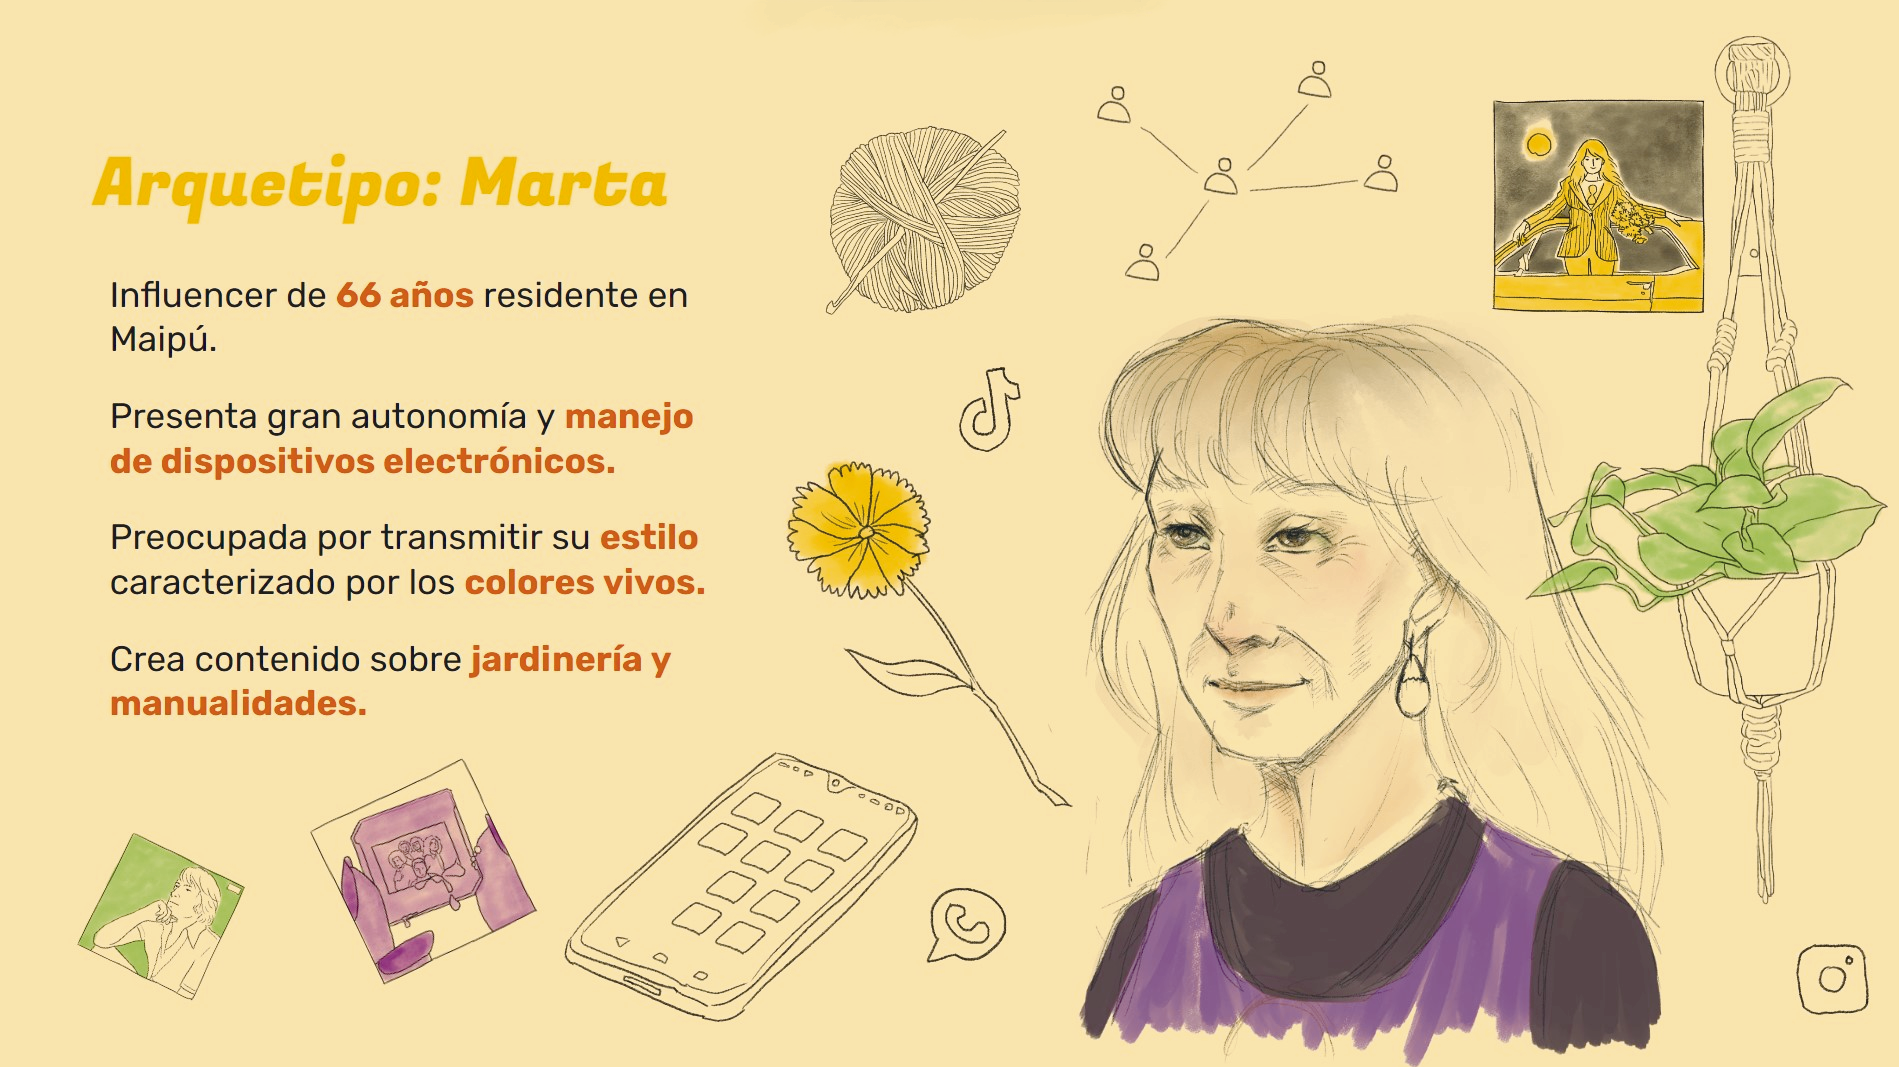 Arquetipo: Marta
Influencer de 66 años residente en
Maipú.
Presenta gran autonomía y manejo
de dispositivos electrónicos.
Preocupada por transmitir su estilo
caracterizado por los colores vivos.
Crea contenido sobre jardinería y
manualidades.